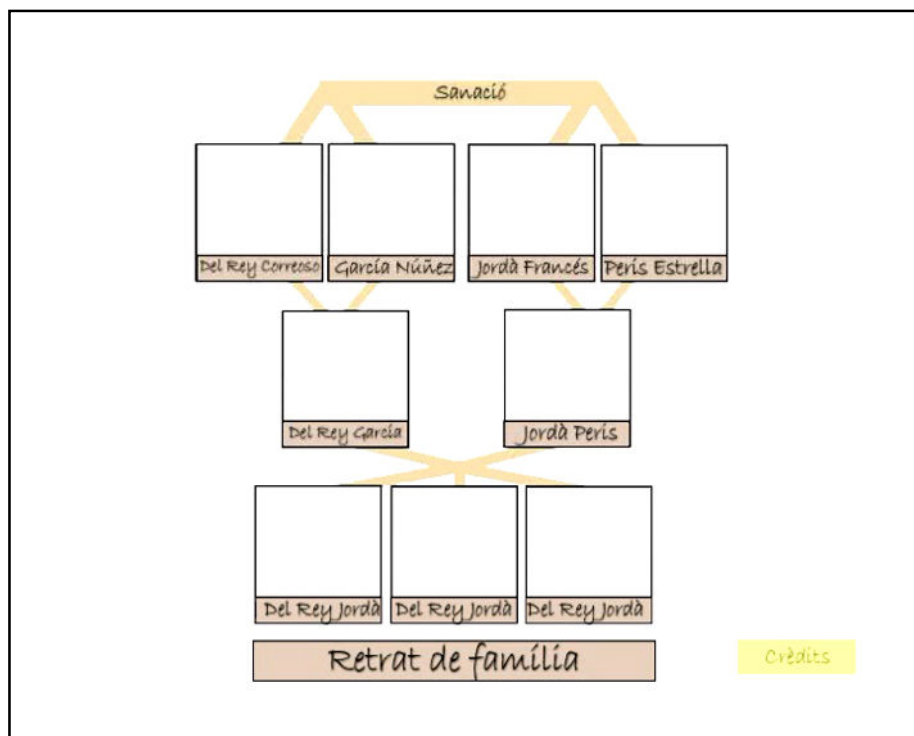 Sanació
Del Rey Correoso
García Núñez
Jordà Francés
Peris Estrella
Del Rey García
Jordà Peris
Del Rey Jordà
Del Rey Jordà
Del Rey Jordà
Retrat de família
Crèdits